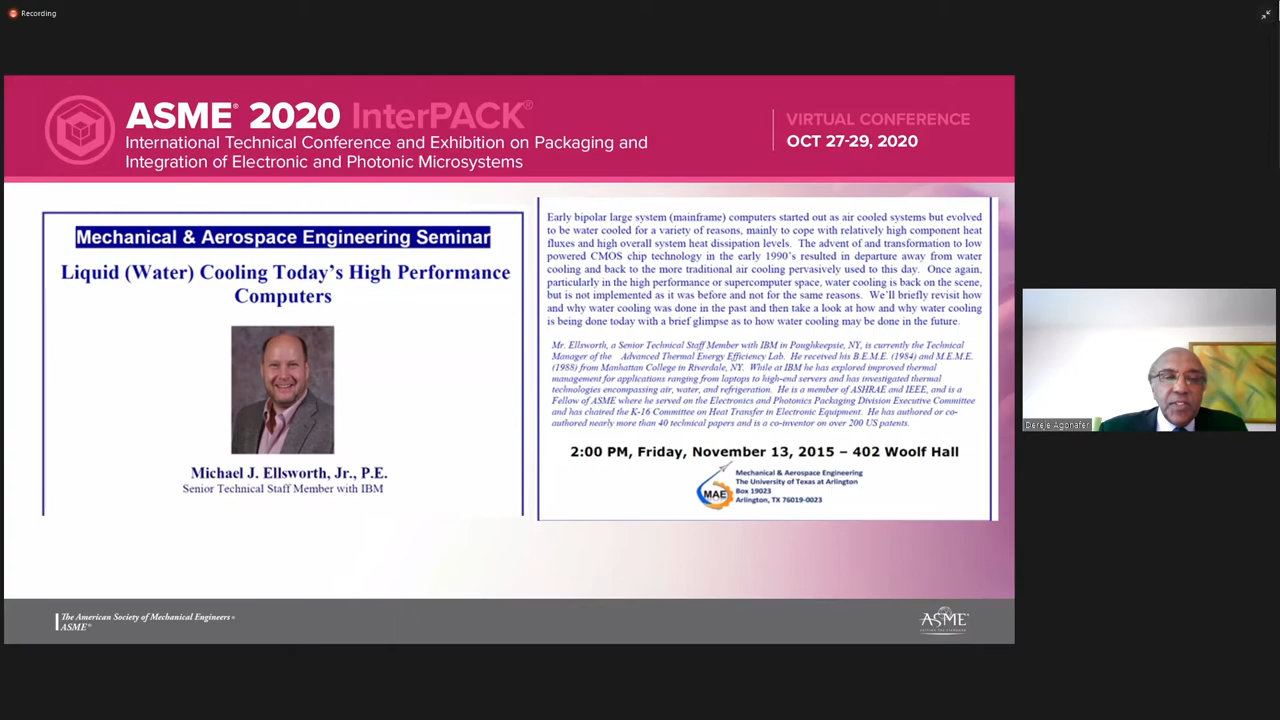 Recording
ASME® 2020 InterPACK®
International Technical Conference and Exhibition on Packaging and
Integration of Electronic and Photonic Microsystems
VIRTUAL CONFERENCE
OCT 27-29, 2020
Mechanical & Aerospace Engineering Seminar
Liquid (Water) Cooling Today's High Performance
Computers
Michael J. Ellsworth, Jr., P.E.
Senior Technical Staff Member with IBM
Early bipolar large system (mainframe) computers started out as air cooled systems but evolved
to be water cooled for a variety of reasons, mainly to cope with relatively high component heat
fluxes and high overall system heat dissipation levels. The advent of and transformation to low
powered CMOS chip technology in the early 1990's resulted in departure away from water
cooling and back to the more traditional air cooling pervasively used to this day. Once again,
particularly in the high performance or supercomputer space, water cooling is back on the scene,
but is not implemented as it was before and not for the same reasons. We'll briefly revisit how
and why water cooling was done in the past and then take a look at how and why water cooling
is being done today with a brief glimpse as to how water cooling may be done in the future.
Mr. Ellsworth, a Senior Technical Staff Member with IBM in Poughkeepsie, NY, is currently the Technical
Manager of the Advanced Thermal Energy Efficiency Lab. He received his B.E.M.E. (1984) and M.E.M.E.
(1988) from Manhattan College in Riverdale, NY. While at IBM he has explored improved thermal
management for applications ranging from laptops to high-end servers and has investigated thermal
technologies encompassing air, water, and refrigeration. He is a member of ASHRAE and IEEE, and is a
Fellow of ASME where he served on the Electronics and Photonics Packaging Division Executive Committee
and has chaired the K-16 Committee on Heat Transfer in Electronic Equipment. He has authored or co-
authored nearly more than 40 technical papers and is a co-inventor on over 200 US patents.
2:00 PM, Friday, November 13, 2015 – 402 Woolf Hall
MAE
Mechanical & Aerospace Engineering
The University of Texas at Arlington
Box 19023
Arlington, TX 76019-0023
Dereje Agonafer
The American Society of Mechanical Engineers®
ASME®
ASME®
SETTING THE STANDARD